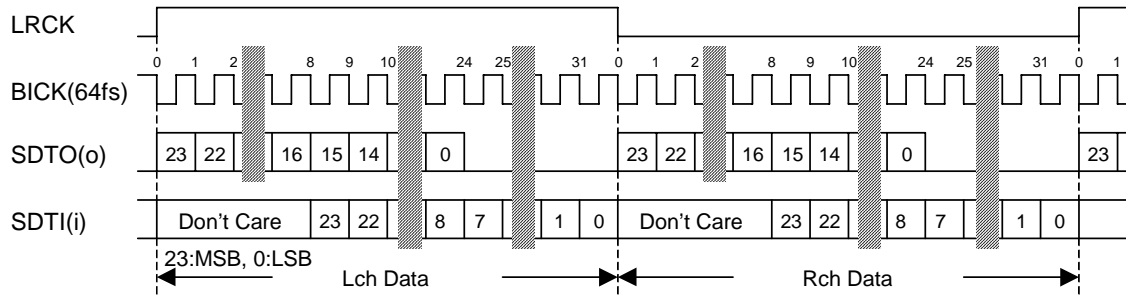 LRCK
0 1 2 8 9 10 24 25 31 0 1 2 8 9 10 24 25 31 0 1
BICK(64fs)
SDTO(o) 23 22 16 15 14 0 23 22 16 15 14 0 23
SDTI(i) Don't Care 23 22 8 7 1 0 Don't Care 23 22 8 7 1 0
23:MSB, 0:LSB
Lch Data Rch Data